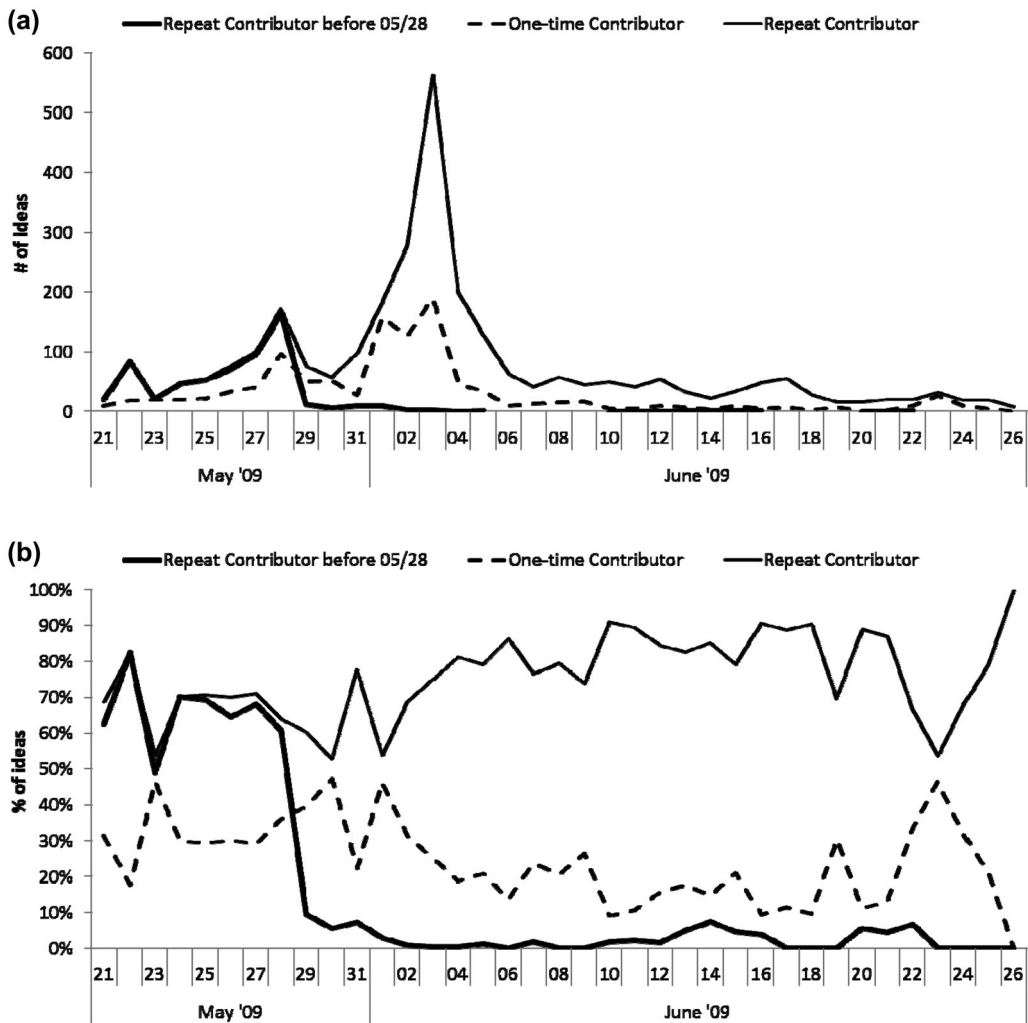 (a)
Repeat Contributor before 05/28 One-time Contributor Repeat Contributor
600
500
400
300
200
100
0
# of Ideas
21 23 25 27 29 31 02 04 06 08 10 12 14 16 18 20 22 24 26
May '09 June '09
(b)
Repeat Contributor before 05/28 One-time Contributor Repeat Contributor
100%
90%
80%
70%
60%
50%
40%
30%
20%
10%
0%
% of ideas
21 23 25 27 29 31 02 04 06 08 10 12 14 16 18 20 22 24 26
May '09 June '09